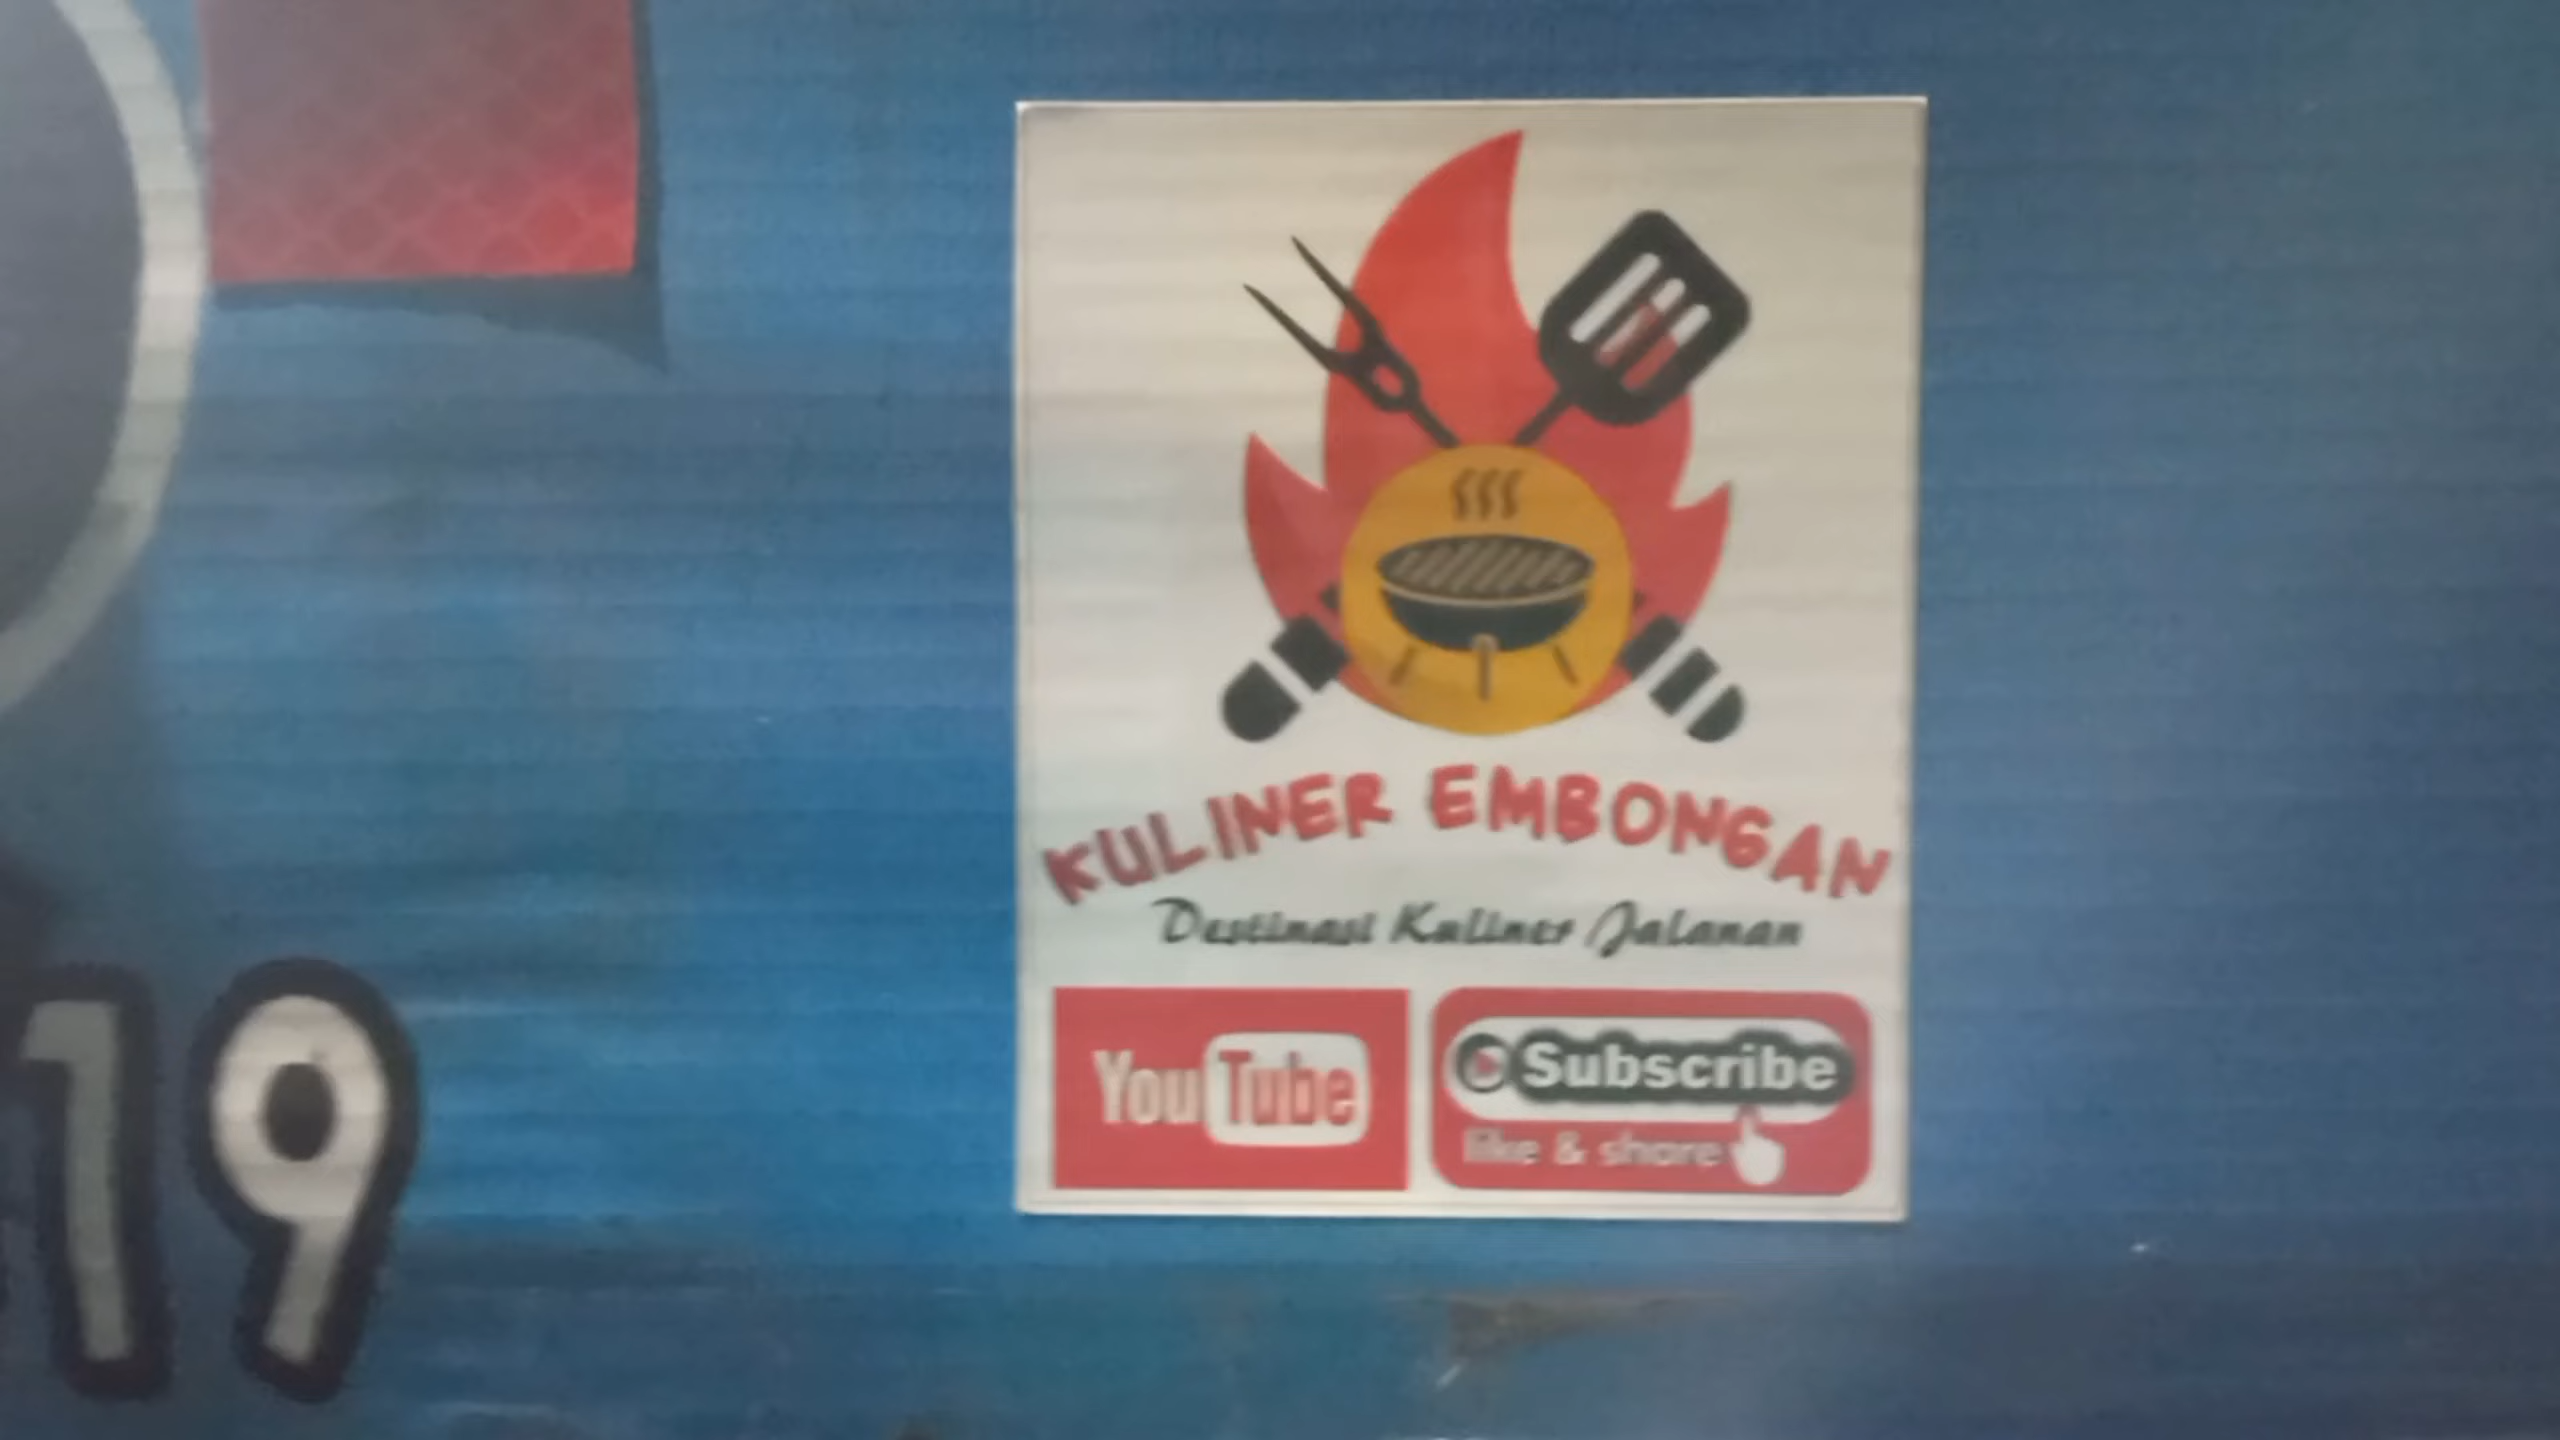 KULINER EMBONGAN
Destinasi Kuliner Jalanan
YouTube
Subscribe
like & share
19